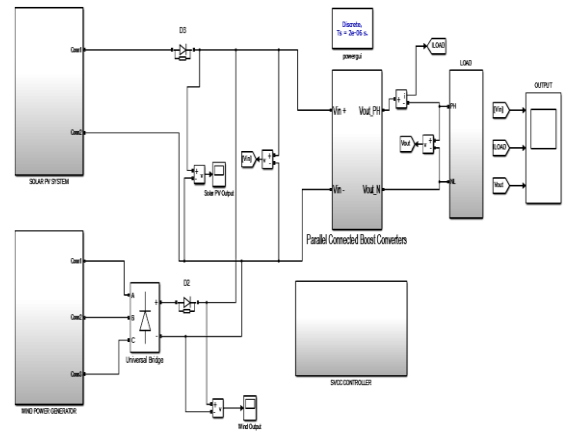 SOLAR PV SYSTEM
Conn1
Conn2
D3
+
-
v
Solar PV Output
[Vin]
+
-
v
Discrete,
Ts = 2e-06 s.
powergui
Vin +
Vin -
Vout_PH
Vout_N
Parallel Connected Boost Converters
i
+
-
ILOAD
Vout
+
-
v
LOAD
PH
NL
[Vin]
ILOAD
Vout
OUTPUT
WIND POWER GENERATOR
Conn1
Conn2
Conn3
A
B
C
+
-
Universal Bridge
D2
+
-
v
Wind Output
SVCC CONTROLLER